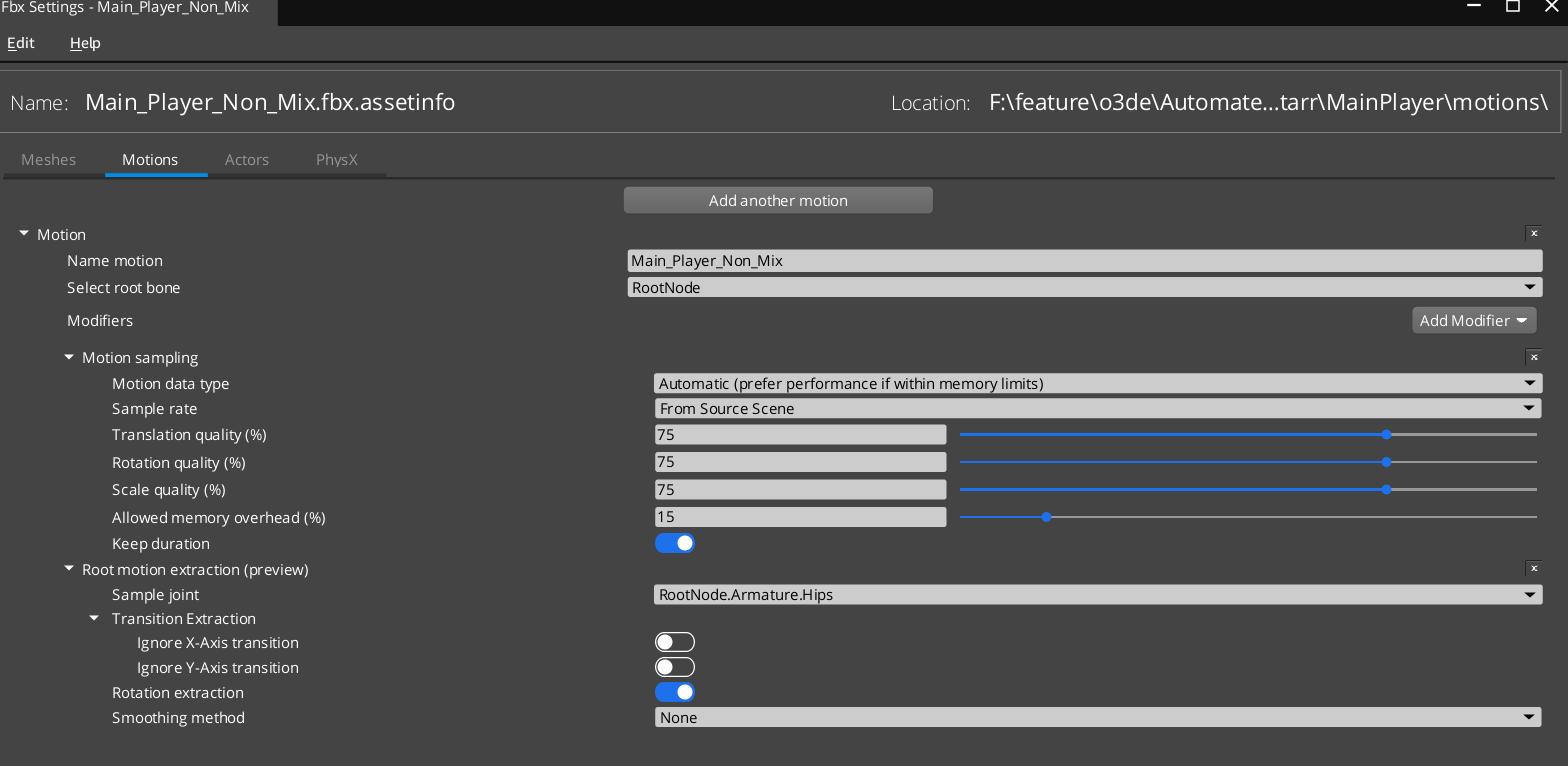 Fbx Settings - Main_Player_Non_Mix
Edit Help
Name: Main_Player_Non_Mix.fbx.assetinfo Location: F:\feature\o3de\Automate...tarr\MainPlayer\motions\
Meshes Motions Actors PhysX
Add another motion
Motion
Name motion Main_Player_Non_Mix
Select root bone RootNode
Modifiers Add Modifier
Motion sampling
Motion data type Automatic (prefer performance if within memory limits)
Sample rate From Source Scene
Translation quality (%) 75
Rotation quality (%) 75
Scale quality (%) 75
Allowed memory overhead (%) 15
Keep duration
Root motion extraction (preview)
Sample joint RootNode.Armature.Hips
Transition Extraction
Ignore X-Axis transition
Ignore Y-Axis transition
Rotation extraction
Smoothing method None